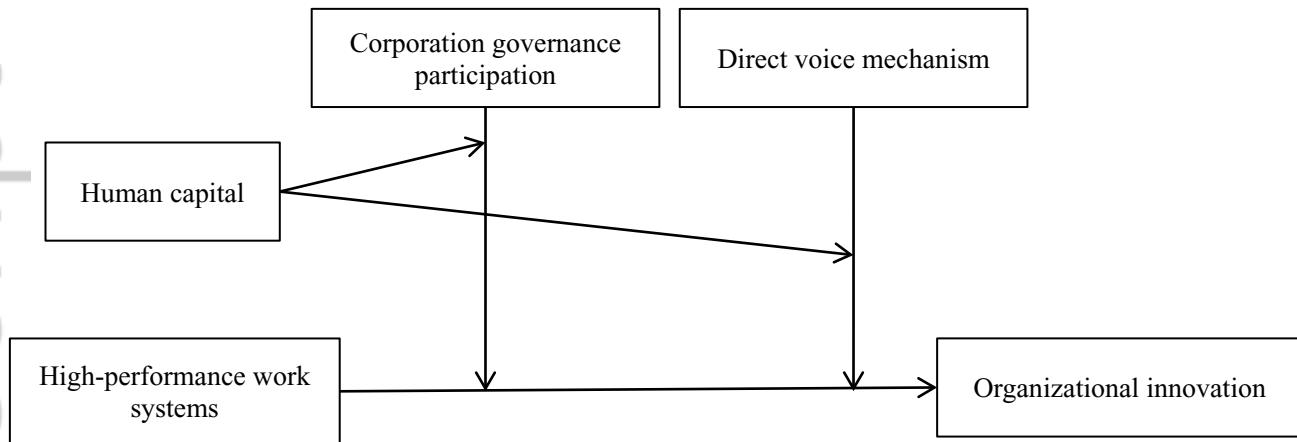 Corporation governance
participation
Direct voice mechanism
Human capital
High-performance work
systems
Organizational innovation